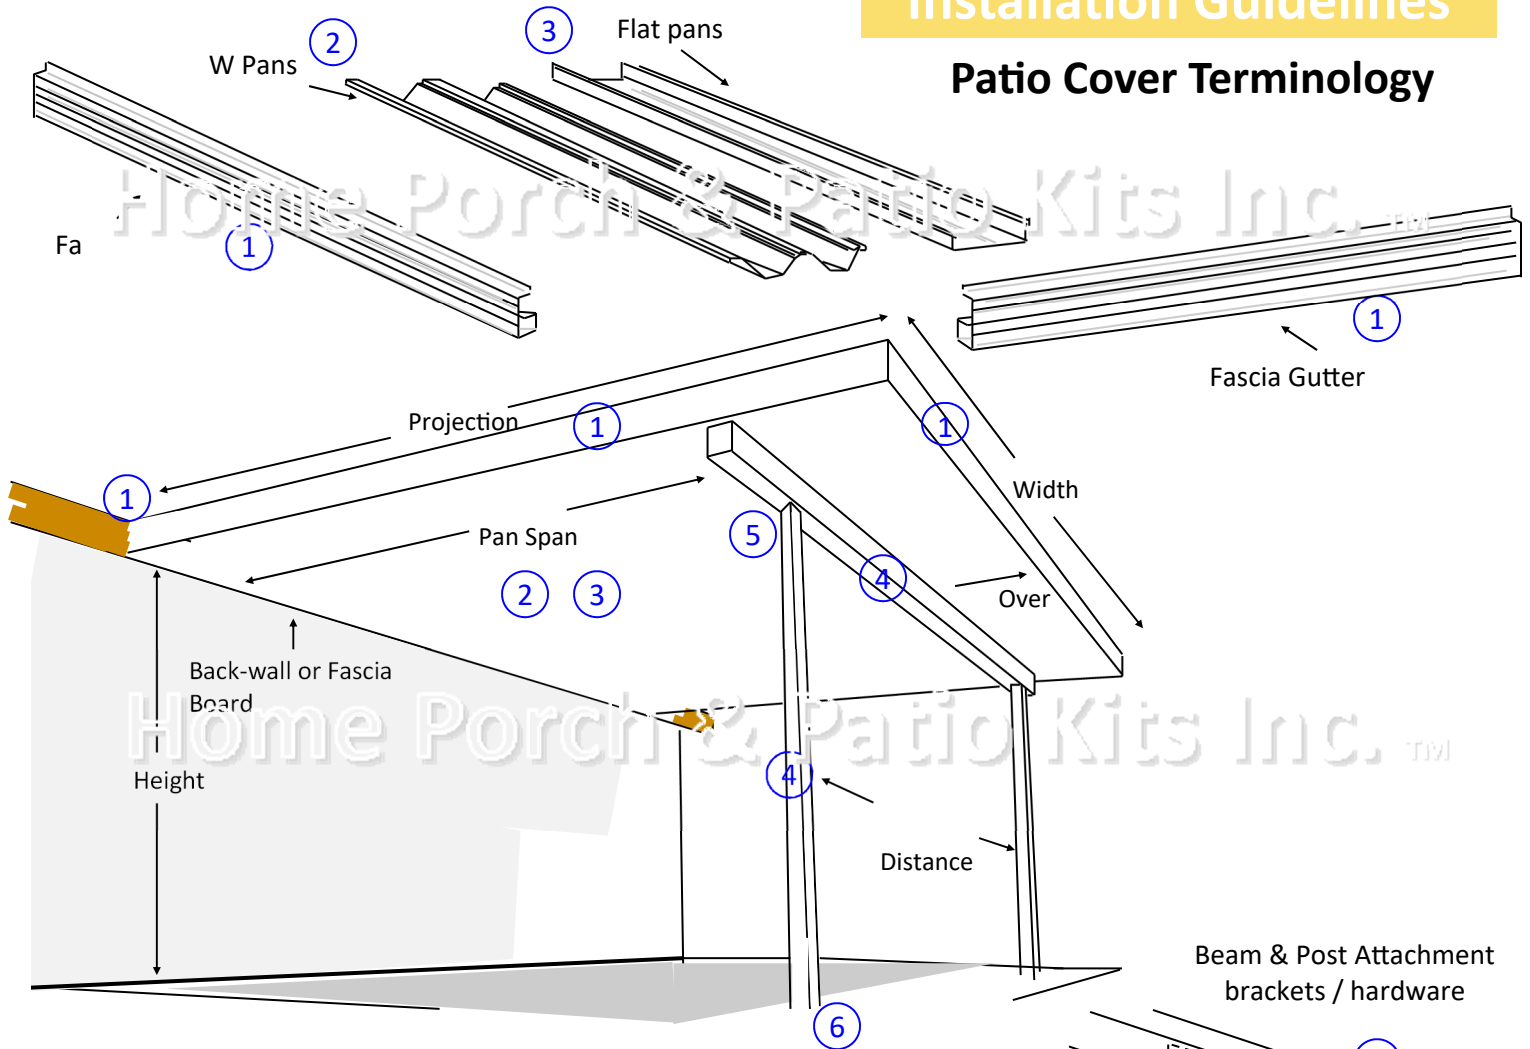 Installation Guidelines
Patio Cover Terminology
2
3
Flat pans
W Pans
Home Porch & Patio Kits Inc. TM
Fa
1
1
Fascia Gutter
Projection
1
1
Width
1
Pan Span
5
2
3
4
Over
Back-wall or Fascia
Board
Home Porch & Patio Kits Inc. TM
Height
4
Distance
Beam & Post Attachment
brackets / hardware
6